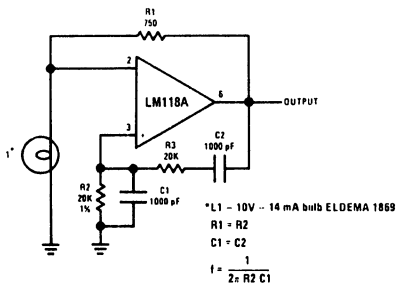 R1
750
2
6
LM118A
OUTPUT
3
+
R3
20K
C2
1000 pF
1*
R2
20K
1%
C1
1000 pF
*L1 – 10V – 14 mA bulb ELDEMA 1869
R1 = R2
C1 = C2
f = 1
2π R2 C1